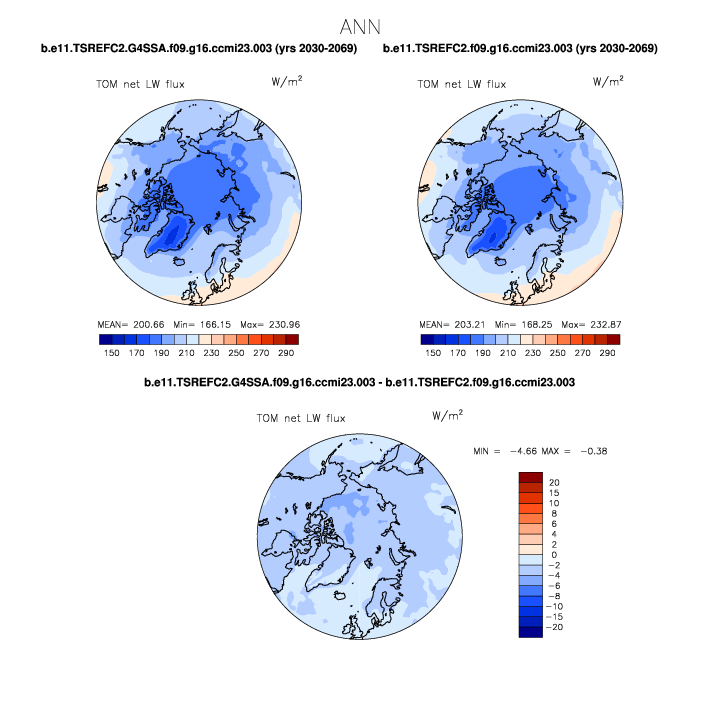 ANN
b.e11.TSREFC2.G4SSA.f09.g16.ccmi23.003 (yrs 2030-2069) b.e11.TSREFC2.f09.g16.ccmi23.003 (yrs 2030-2069)
TOM net LW flux W/m² TOM net LW flux W/m²
MEAN= 200.66 Min= 166.15 Max= 230.96 MEAN= 203.21 Min= 168.25 Max= 232.87
150 170 190 210 230 250 270 290 150 170 190 210 230 250 270 290
b.e11.TSREFC2.G4SSA.f09.g16.ccmi23.003 - b.e11.TSREFC2.f09.g16.ccmi23.003
TOM net LW flux W/m²
MIN = -4.66 MAX = -0.38
20
15
10
8
6
4
2
0
-2
-4
-6
-8
-10
-15
-20